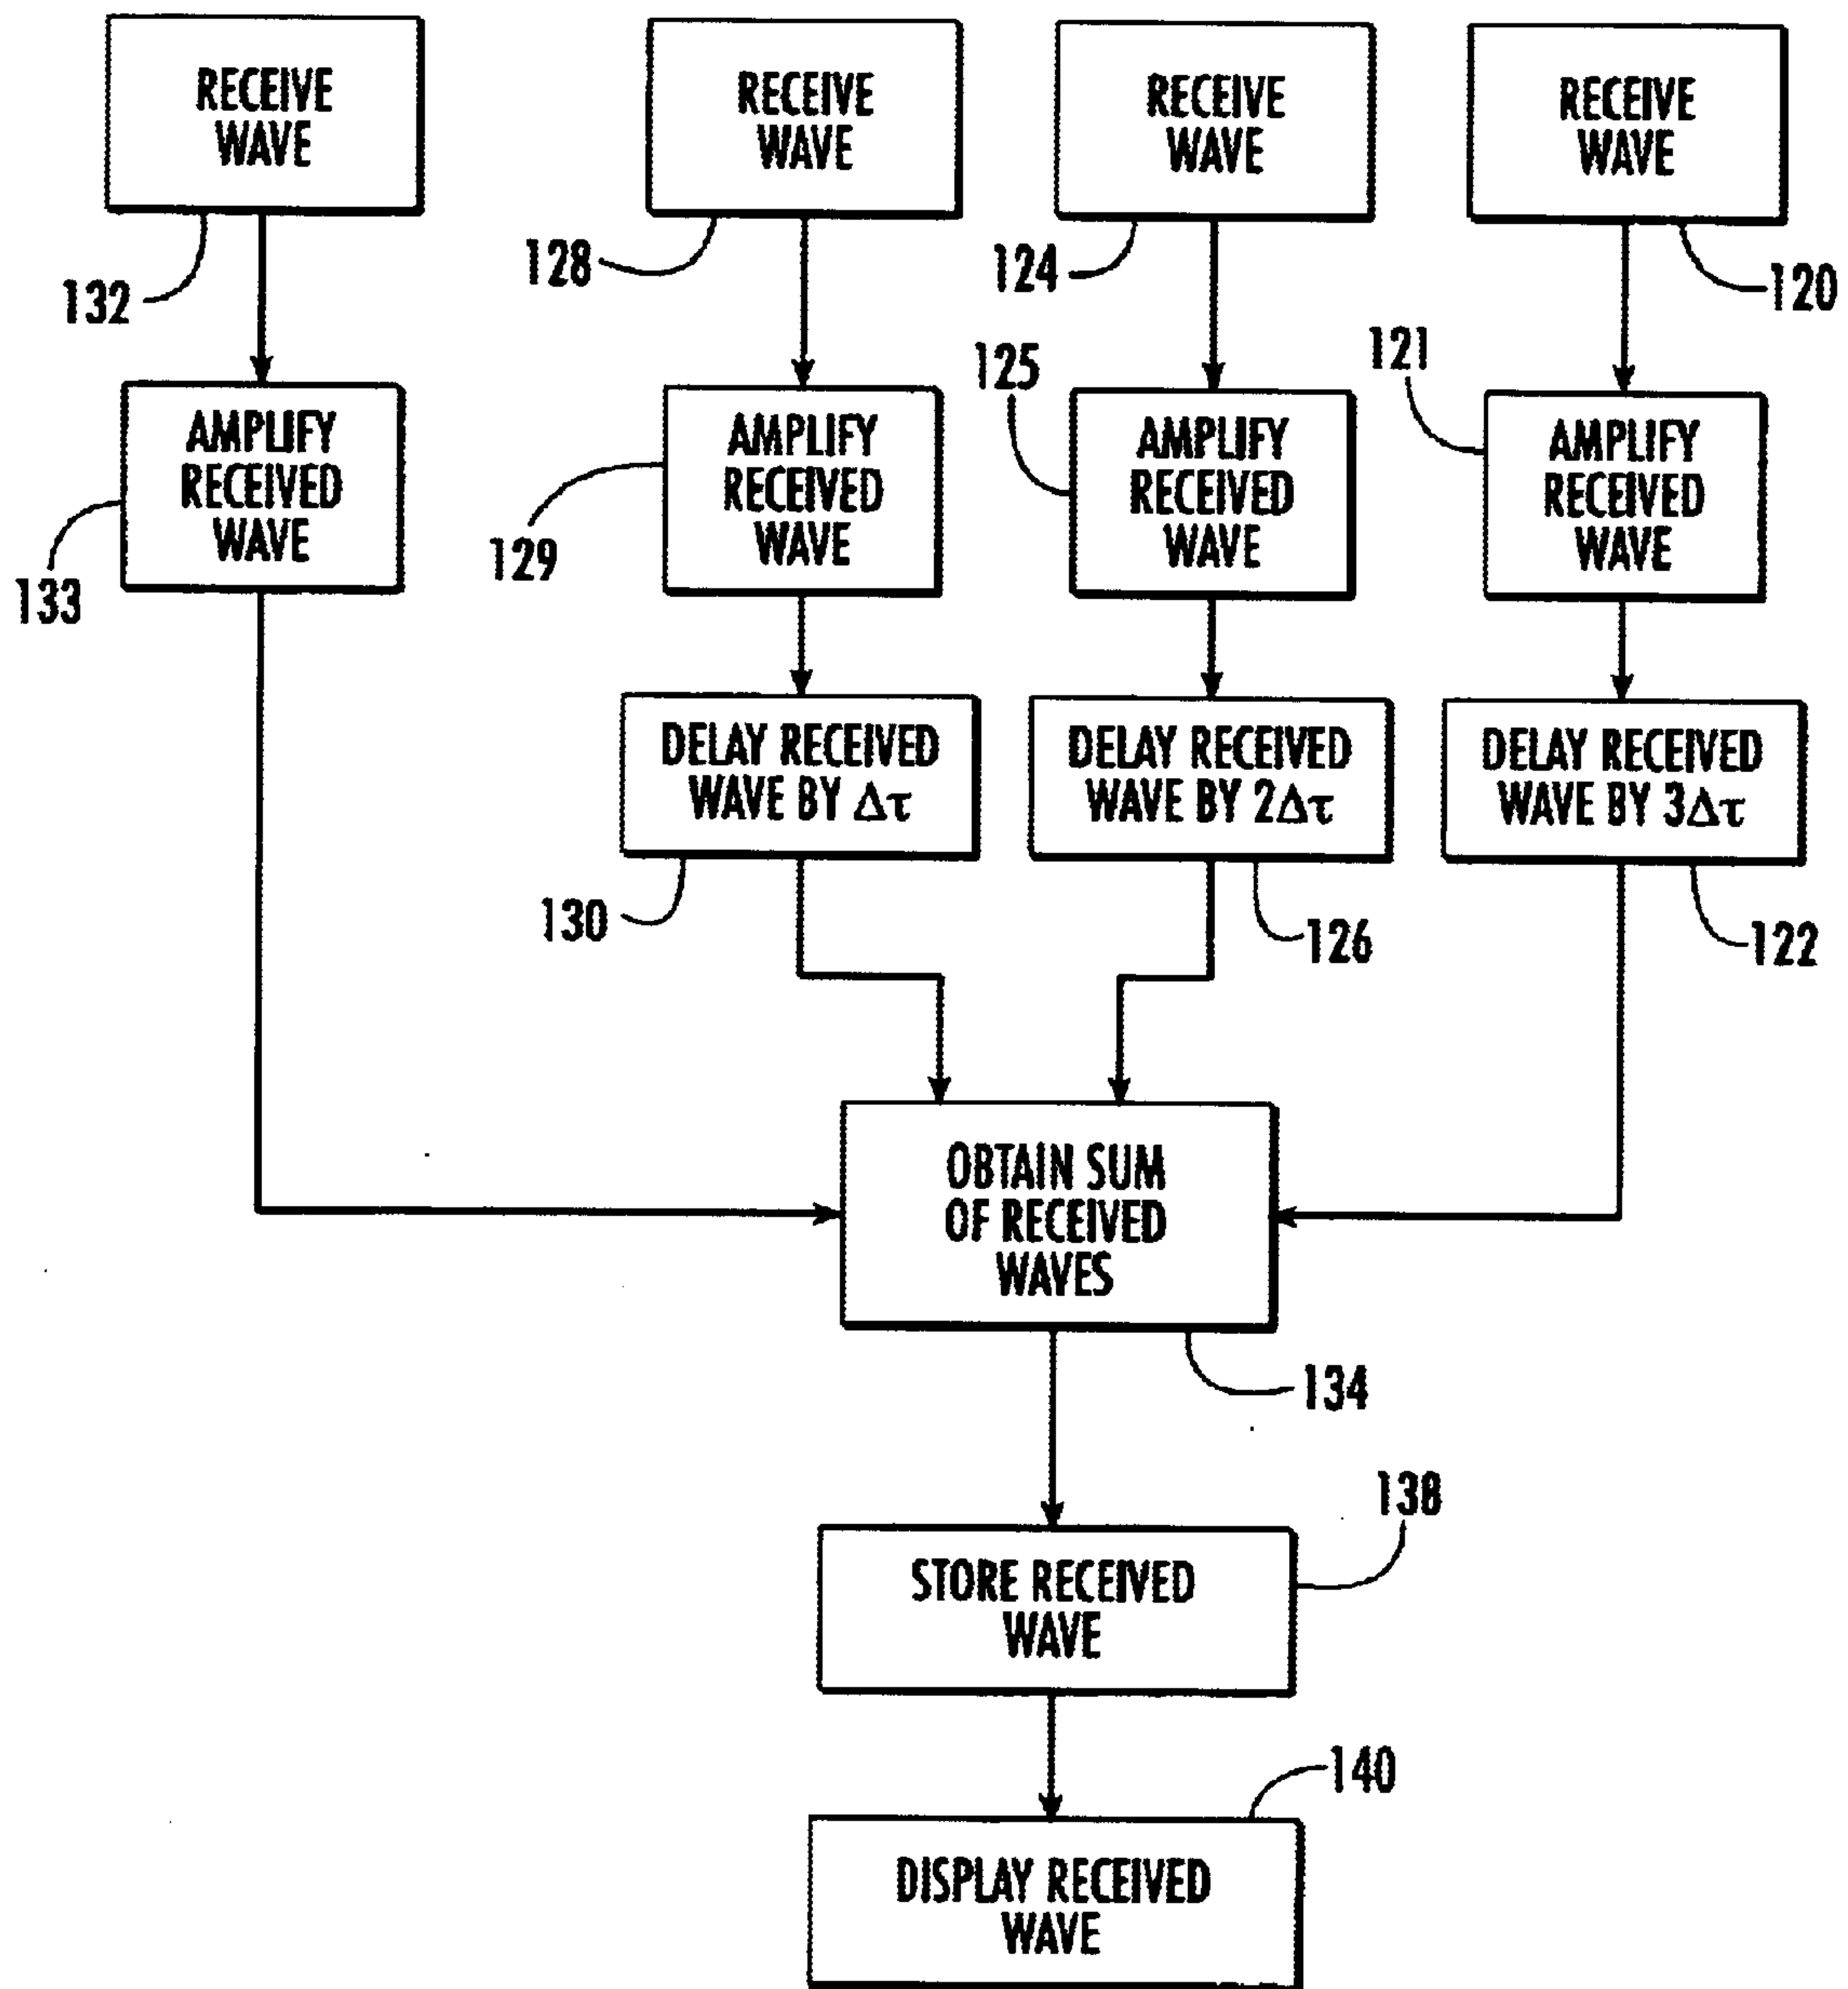 RECEIVE
WAVE
RECEIVE
WAVE
RECEIVE
WAVE
RECEIVE
WAVE
132
128
124
120
AMPLIFY
RECEIVED
WAVE
133
AMPLIFY
RECEIVED
WAVE
129
AMPLIFY
RECEIVED
WAVE
125
AMPLIFY
RECEIVED
WAVE
121
DELAY RECEIVED
WAVE BY Δτ
130
DELAY RECEIVED
WAVE BY 2Δτ
126
DELAY RECEIVED
WAVE BY 3Δτ
122
OBTAIN SUM
OF RECEIVED
WAVES
134
138
STORE RECEIVED
WAVE
140
DISPLAY RECEIVED
WAVE